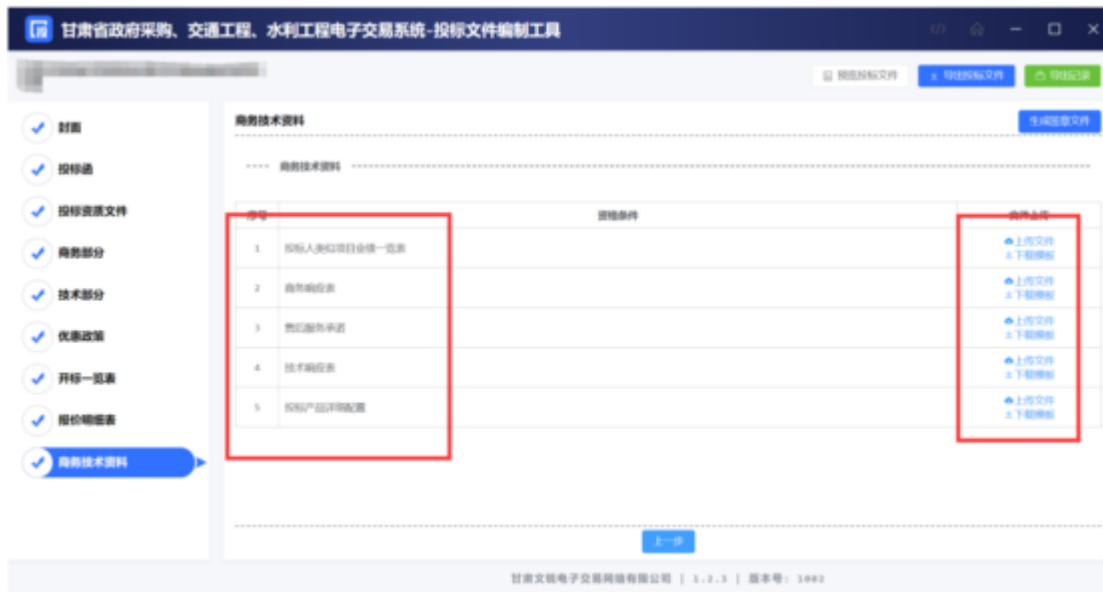 甘肃省政府采购、交通工程、水利工程电子交易系统-投标文件编制工具
预览投标文件
导出投标文件
导出记录
封面
投标函
投标资质文件
商务部分
技术部分
优惠政策
开标一览表
报价明细表
商务技术资料
商务技术资料
生成签章文件
商务技术资料
序号 资格条件 文件上传
1 投标人类似项目业绩一览表 上传文件
下载模板
2 商务响应表 上传文件
下载模板
3 售后服务承诺 上传文件
下载模板
4 技术响应表 上传文件
下载模板
5 投标产品详细配置 上传文件
下载模板
上一步
甘肃文锐电子交易网络有限公司 | 1.2.3 | 版本号: 1002